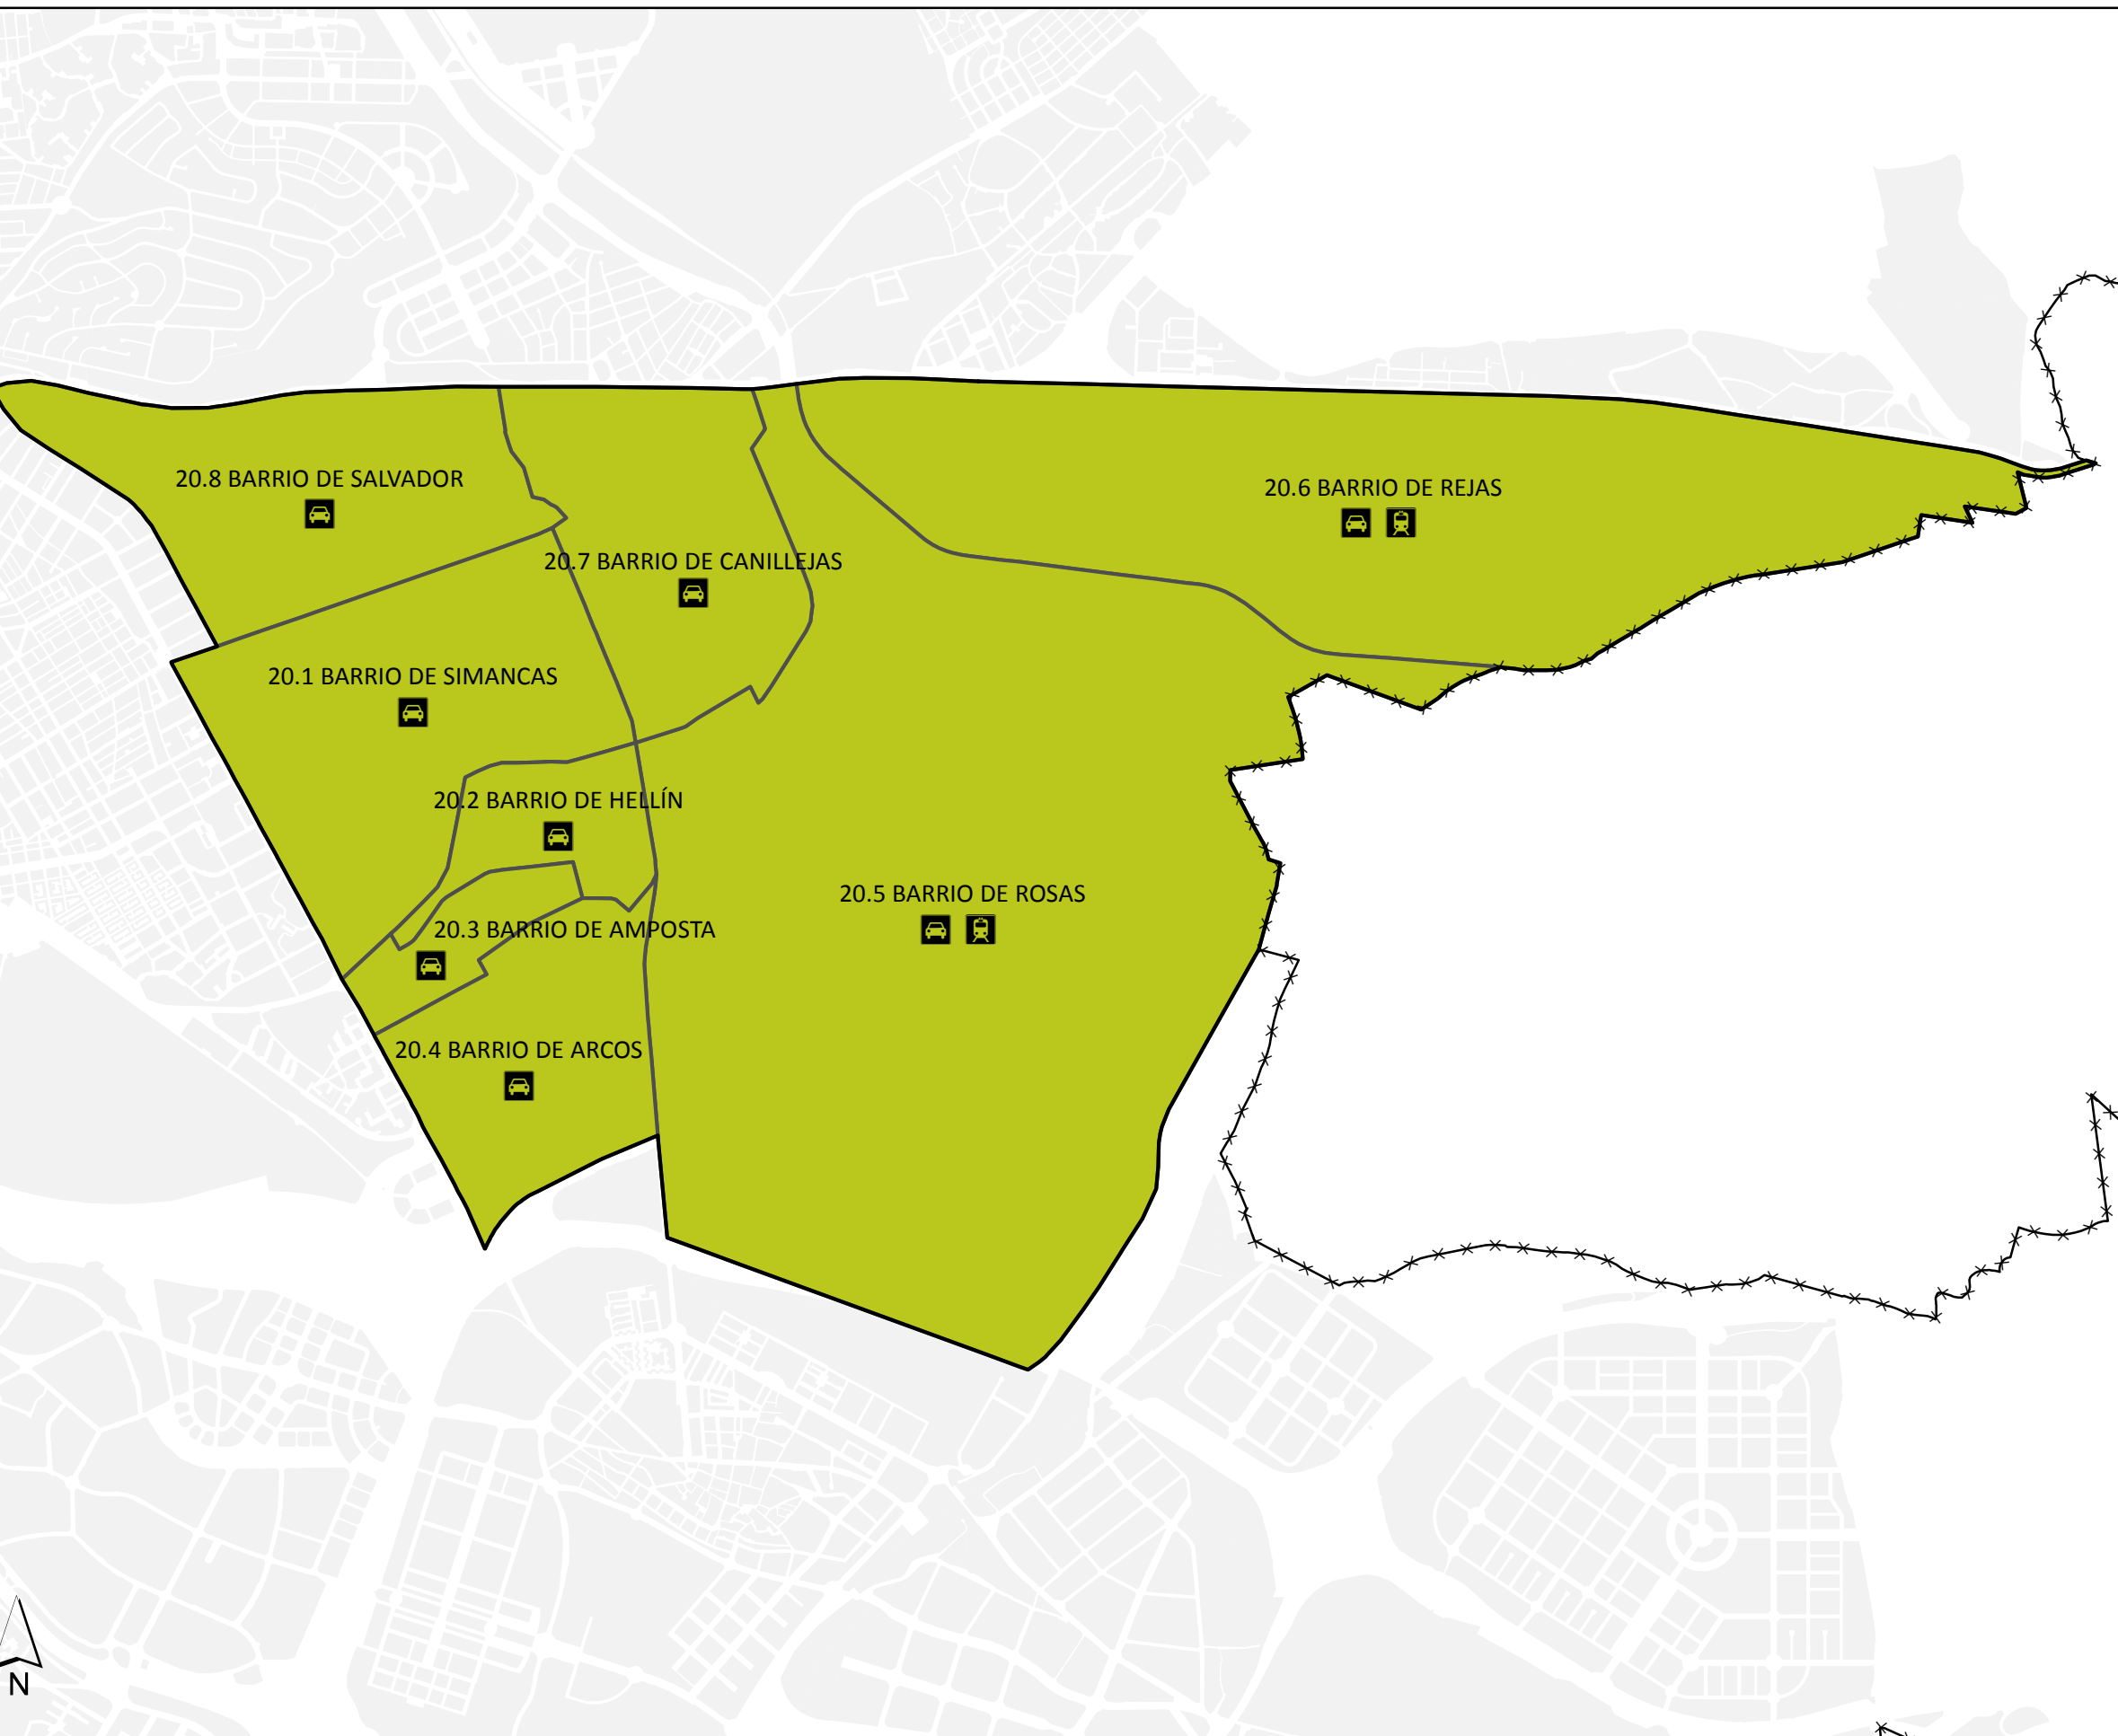 20.8 BARRIO DE SALVADOR
20.6 BARRIO DE REJAS
20.7 BARRIO DE CANILLEJAS
20.1 BARRIO DE SIMANCAS
20.2 BARRIO DE HELLÍN
20.5 BARRIO DE ROSAS
20.3 BARRIO DE AMPOSTA
20.4 BARRIO DE ARCOS
N